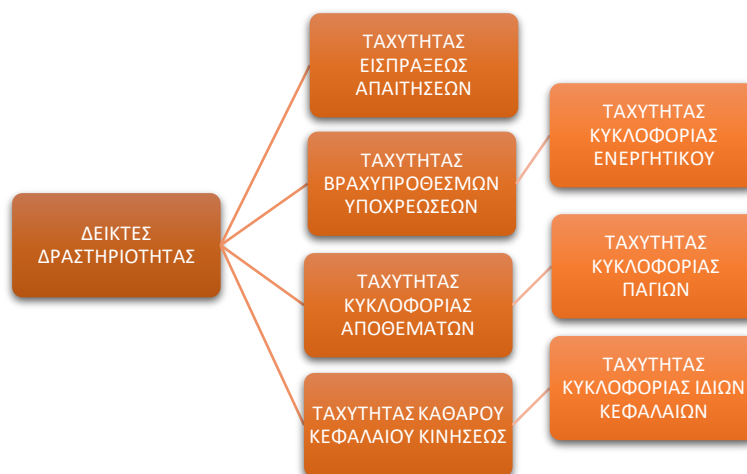 ΔΕΙΚΤΕΣ
ΔΡΑΣΤΗΡΙΟΤΗΤΑΣ
ΤΑΧΥΤΗΤΑΣ
ΕΙΣΠΡΑΞΕΩΣ
ΑΠΑΙΤΗΣΕΩΝ
ΤΑΧΥΤΗΤΑΣ
ΒΡΑΧΥΠΡΟΘΕΣΜΩΝ
ΥΠΟΧΡΕΩΣΕΩΝ
ΤΑΧΥΤΗΤΑΣ
ΚΥΚΛΟΦΟΡΙΑΣ
ΕΝΕΡΓΗΤΙΚΟΥ
ΤΑΧΥΤΗΤΑΣ
ΚΥΚΛΟΦΟΡΙΑΣ
ΑΠΟΘΕΜΑΤΩΝ
ΤΑΧΥΤΗΤΑΣ
ΚΥΚΛΟΦΟΡΙΑΣ
ΠΑΓΙΩΝ
ΤΑΧΥΤΗΤΑΣ ΚΑΘΑΡΟΥ
ΚΕΦΑΛΑΙΟΥ ΚΙΝΗΣΕΩΣ
ΤΑΧΥΤΗΤΑΣ
ΚΥΚΛΟΦΟΡΙΑΣ ΙΔΙΩΝ
ΚΕΦΑΛΑΙΩΝ